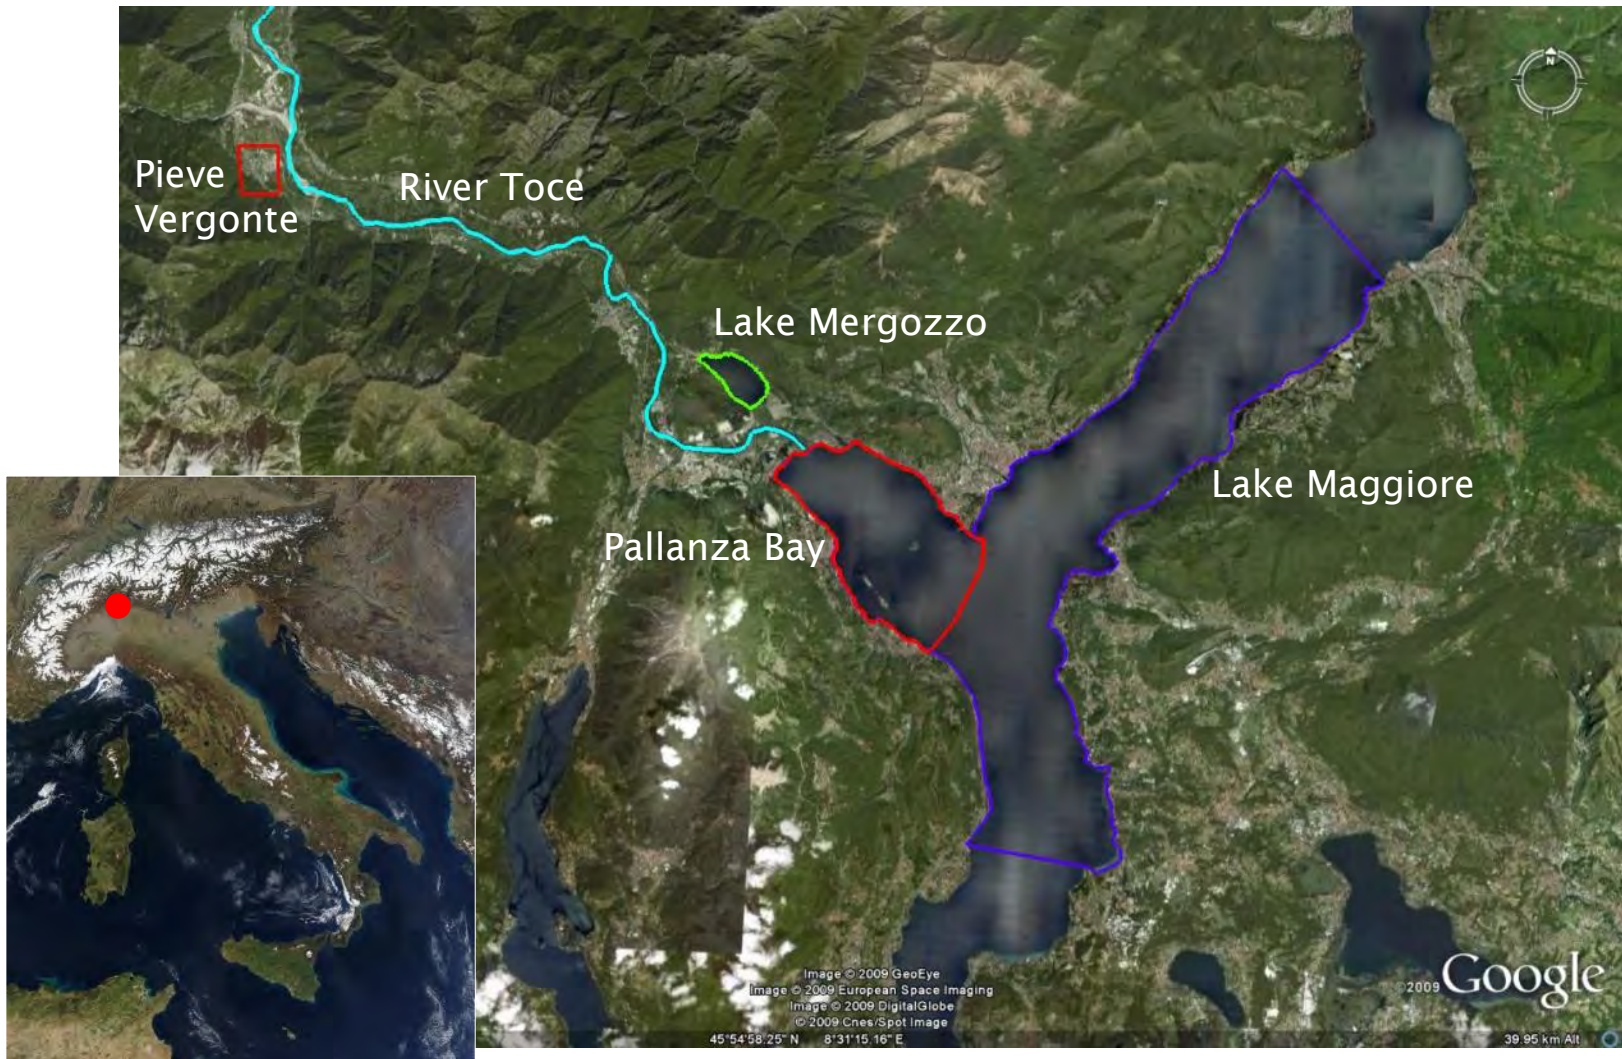 N
Pieve
Vergonte
River Toce
Lake Mergozzo
Lake Maggiore
Pallanza Bay
Image © 2009 GeoEye
Image © 2009 European Space Imaging
Image © 2009 DigitalGlobe
© 2009 Cnes/Spot Image
©2009 Google
45°54'58.25" N 8°31'15.16" E
39.95 km Alt